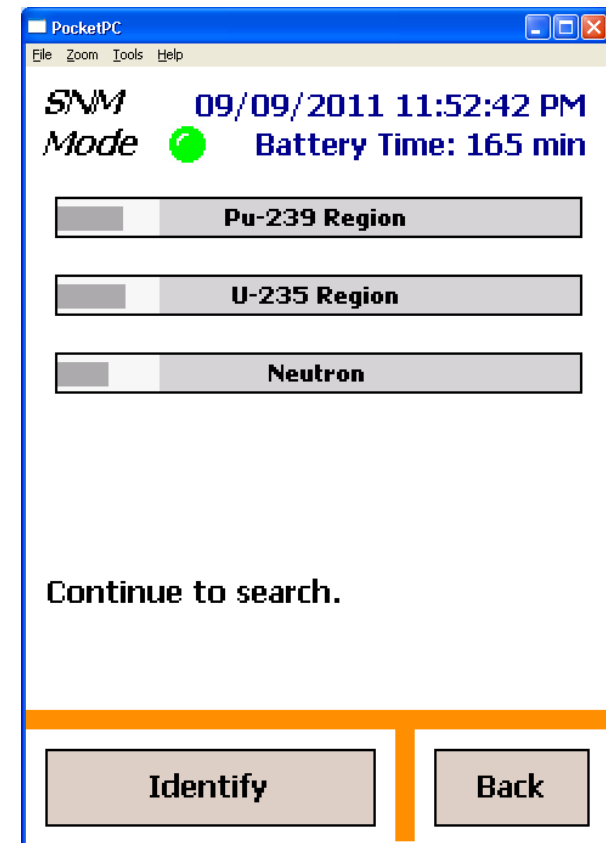 PocketPC
File Zoom Tools Help
SNM 09/09/2011 11:52:42 PM
Mode Battery Time: 165 min
Pu-239 Region
U-235 Region
Neutron
Continue to search.
Identify Back